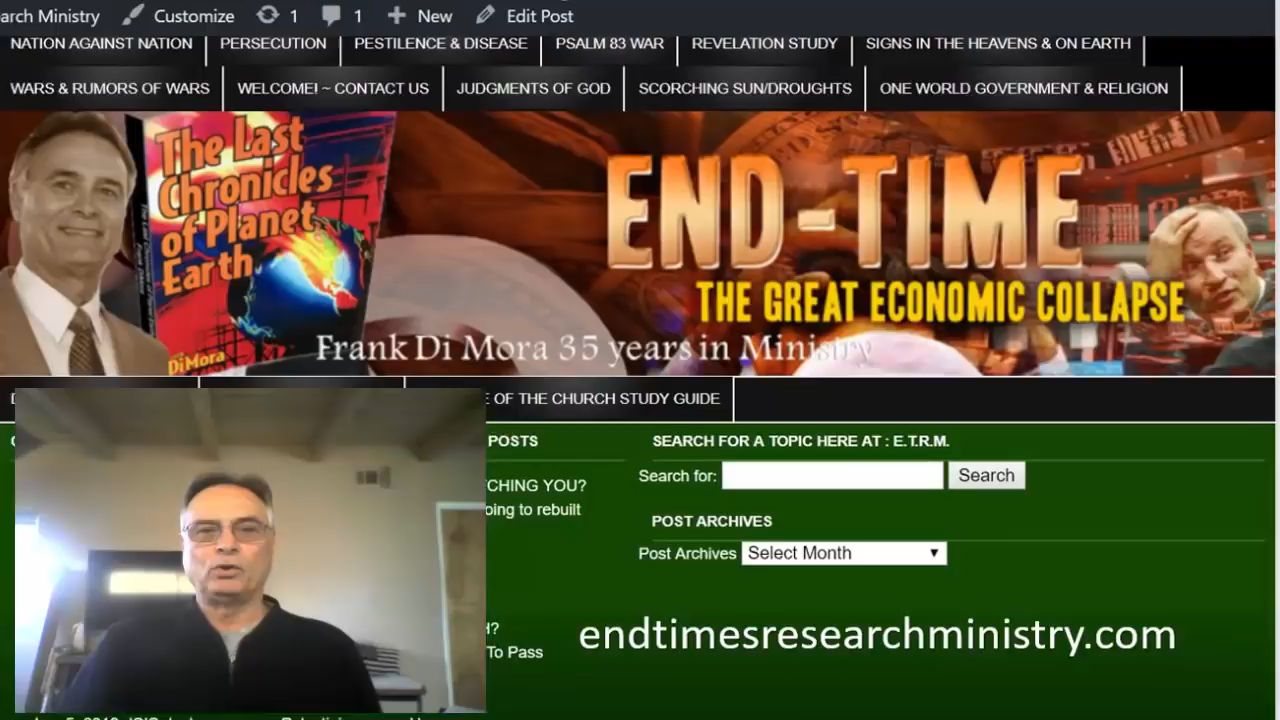 arch Ministry Customize 1 1 New Edit Post
NATION AGAINST NATION PERSECUTION PESTILENCE & DISEASE PSALM 83 WAR REVELATION STUDY SIGNS IN THE HEAVENS & ON EARTH
WARS & RUMORS OF WARS WELCOME! ~ CONTACT US JUDGMENTS OF GOD SCORCHING SUN/DROUGHTS ONE WORLD GOVERNMENT & RELIGION
The Last
Chronicles
of Planet
Earth
DiMora
END-TIME
THE GREAT ECONOMIC COLLAPSE
Frank Di Mora 35 years in Ministry
E OF THE CHURCH STUDY GUIDE
POSTS
CHING YOU?
oing to rebuilt
H?
To Pass
SEARCH FOR A TOPIC HERE AT : E.T.R.M.
Search for: Search
POST ARCHIVES
Post Archives Select Month
endtimesresearchministry.com